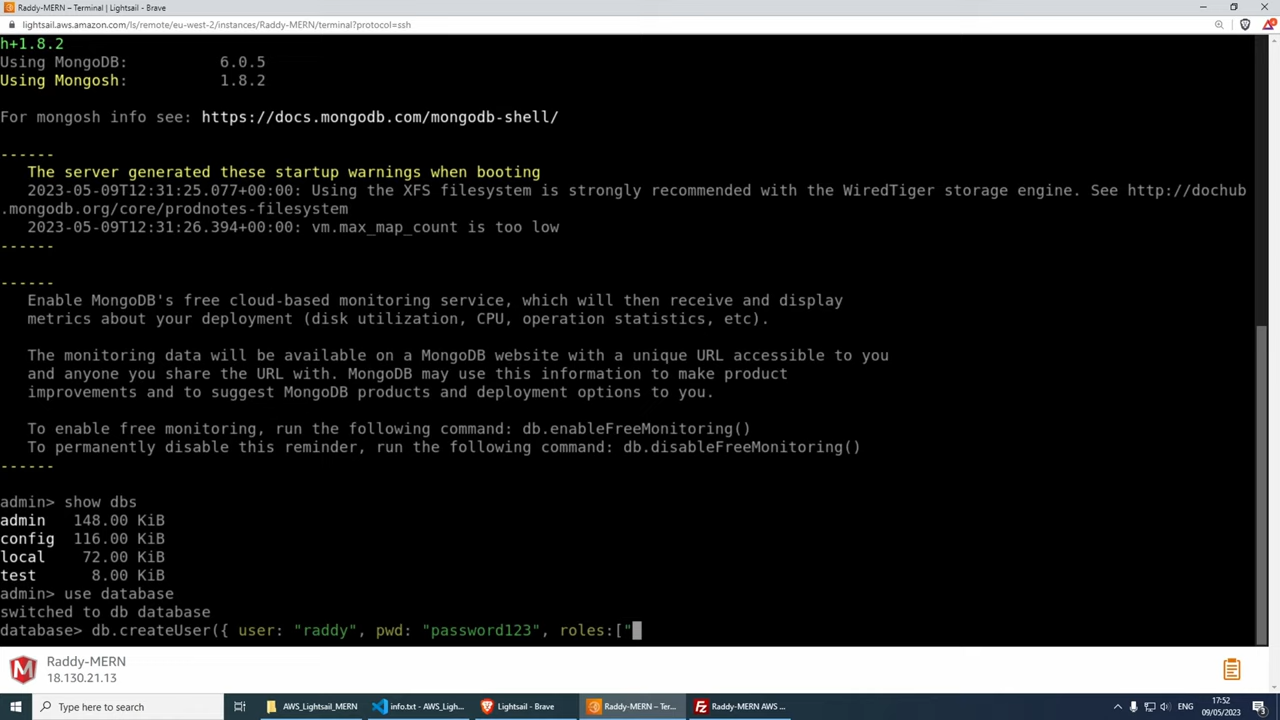 Raddy-MERN – Terminal | Lightsail - Brave
lightsail.aws.amazon.com/ls/remote/eu-west-2/instances/Raddy-MERN/terminal?protocol=ssh
h+1.8.2
Using MongoDB: 6.0.5
Using Mongosh: 1.8.2
For mongosh info see: https://docs.mongodb.com/mongodb-shell/
------
The server generated these startup warnings when booting
2023-05-09T12:31:25.077+00:00: Using the XFS filesystem is strongly recommended with the WiredTiger storage engine. See http://dochub
.mongodb.org/core/prodnotes-filesystem
2023-05-09T12:31:26.394+00:00: vm.max_map_count is too low
------
------
Enable MongoDB's free cloud-based monitoring service, which will then receive and display
metrics about your deployment (disk utilization, CPU, operation statistics, etc).
The monitoring data will be available on a MongoDB website with a unique URL accessible to you
and anyone you share the URL with. MongoDB may use this information to make product
improvements and to suggest MongoDB products and deployment options to you.
To enable free monitoring, run the following command: db.enableFreeMonitoring()
To permanently disable this reminder, run the following command: db.disableFreeMonitoring()
------
admin> show dbs
admin 148.00 KiB
config 116.00 KiB
local 72.00 KiB
test 8.00 KiB
admin> use database
switched to db database
database> db.createUser({ user: "raddy", pwd: "password123", roles:["
Raddy-MERN
18.130.21.13
Type here to search
AWS_Lightsail_MERN
info.txt - AWS_Ligh...
Lightsail - Brave
Raddy-MERN – Ter...
Raddy-MERN AWS ...
ENG
17:52
09/05/2023
3